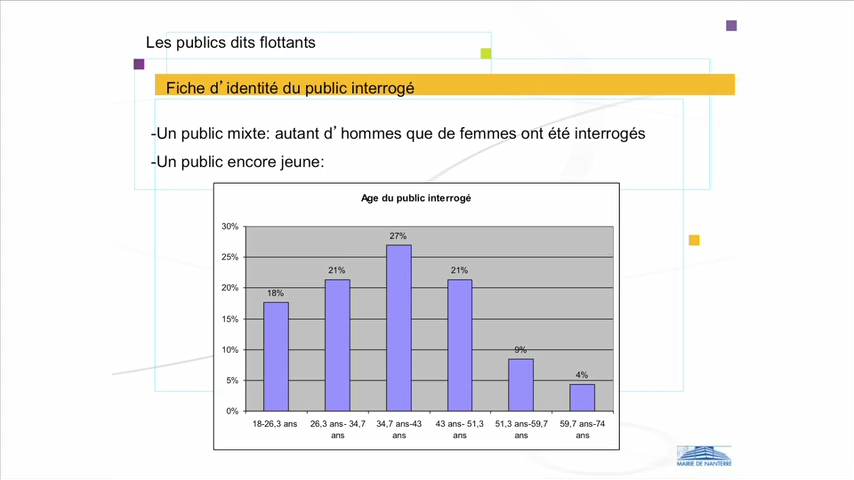 Les publics dits flottants
Fiche d’identité du public interrogé
-Un public mixte: autant d’hommes que de femmes ont été interrogés
-Un public encore jeune:
Age du public interrogé
30%
25%
20%
15%
10%
5%
0%
18%
21%
27%
21%
9%
4%
18-26,3 ans
26,3 ans- 34,7
ans
34,7 ans-43
ans
43 ans- 51,3
ans
51,3 ans-59,7
ans
59,7 ans-74
ans
MAIRIE DE NANTERRE